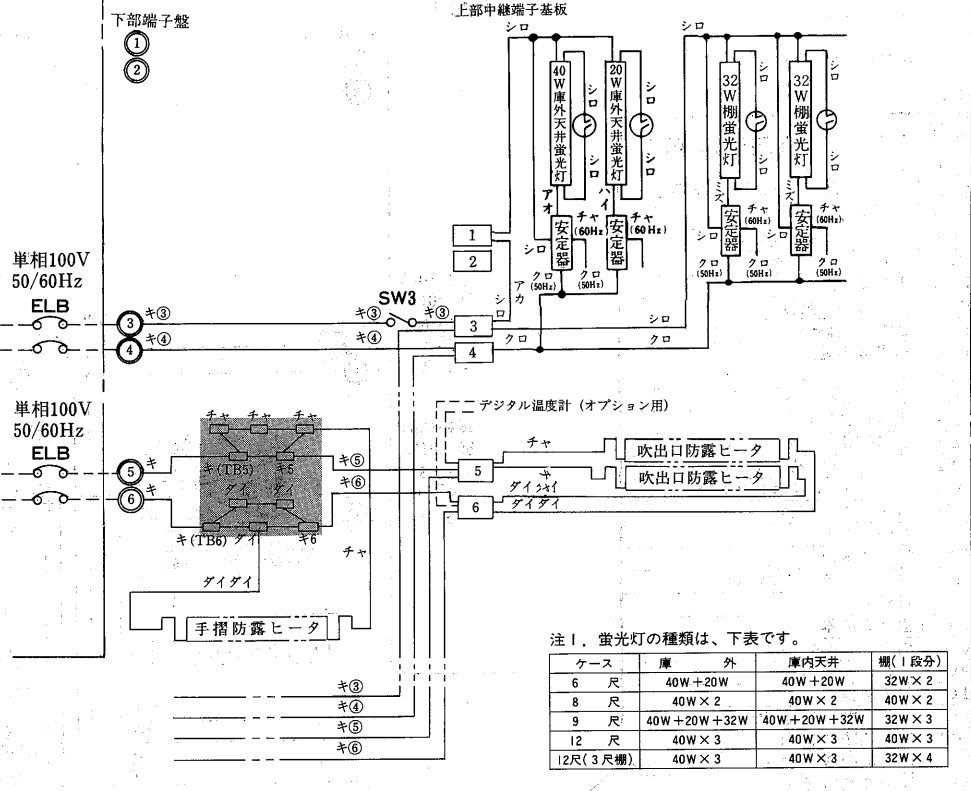 下部端子盤
①
②
上部中継端子基板
シロ
40W庫外天井蛍光灯
シロ
シロ
20W庫外天井蛍光灯
シロ
シロ
アオ
ハイ
安定器
チャ
(60Hz)
安定器
チャ
(60Hz)
シロ
クロ
(50Hz)
クロ
(50Hz)
アカ
シロ
シロ
32W棚蛍光灯
シロ
シロ
32W棚蛍光灯
シロ
シロ
ミズ
ミズ
シロ
安定器
チャ
(60Hz)
シロ
安定器
チャ
(60Hz)
クロ
(50Hz)
クロ
(50Hz)
1
2
単相100V
50/60Hz
ELB
③
キ③
キ③
SW3
キ③
3
シロ
④
キ④
キ④
4
クロ
クロ
単相100V
50/60Hz
ELB
⑤
キ
⑥
キ
チャ
チャ
チャ
キ(TB5)
キ5
ダイ
ダイ
キ(TB6)
ダイ
キ6
キ⑤
キ⑥
デジタル温度計(オプション用)
5
6
チャ
吹出口防露ヒータ
キ
吹出口防露ヒータ
ダイダイ
チャ
ダイダイ
手摺防露ヒータ
キ③
キ④
キ⑤
キ⑥
注1. 蛍光灯の種類は、下表です。
ケース 庫 外 庫内天井 棚(1段分)
6 尺 40W+20W 40W+20W 32W×2
8 尺 40W×2 40W×2 40W×2
9 尺 40W+20W+32W 40W+20W+32W 32W×3
12 尺 40W×3 40W×3 40W×3
12尺(3尺棚) 40W×3 40W×3 32W×4